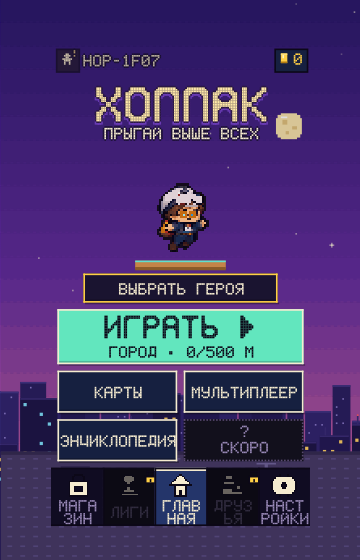 HOP-1F07
0
ХОППАК
ПРЫГАЙ ВЫШЕ ВСЕХ
ВЫБРАТЬ ГЕРОЯ
ИГРАТЬ
ГОРОД · 0/500 М
КАРТЫ
МУЛЬТИПЛЕЕР
ЭНЦИКЛОПЕДИЯ
?
СКОРО
МАГА
ЗИН
ЛИГИ
ГЛАВ
НАЯ
ДРУЗ
ЬЯ
НАСТ
РОЙКИ